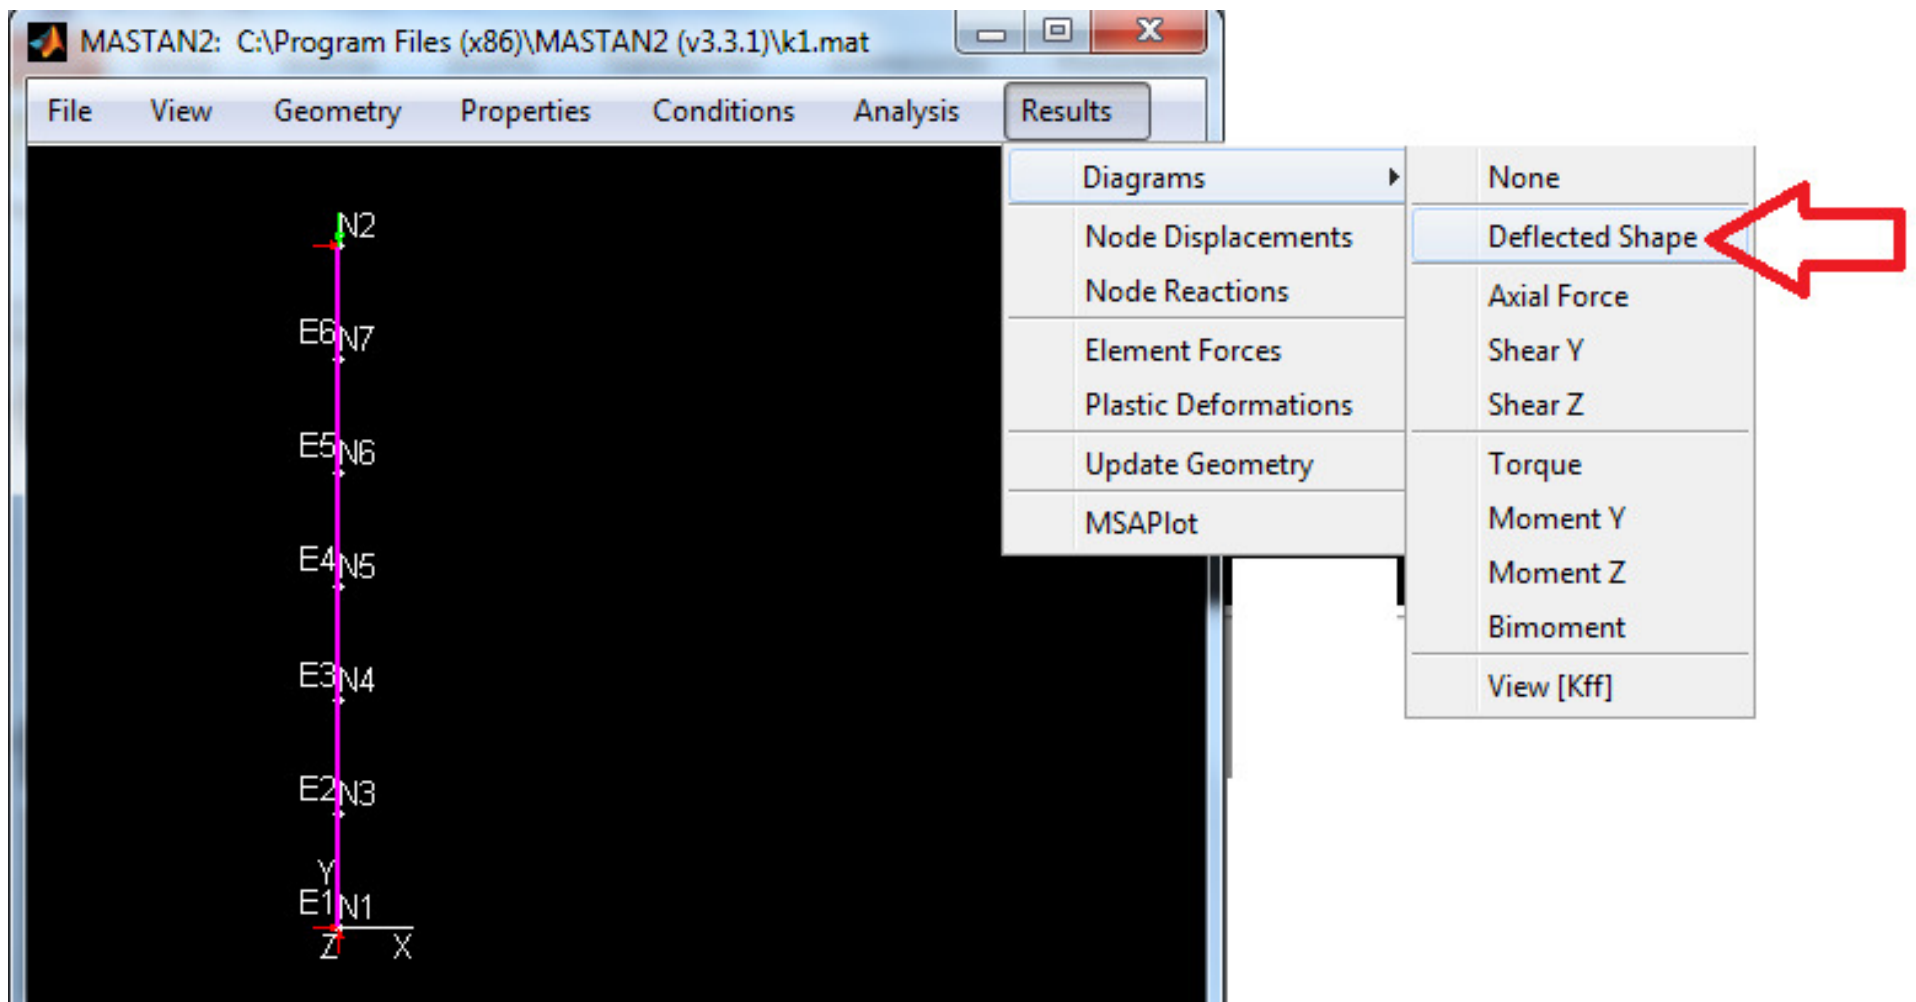 MASTAN2: C:\Program Files (x86)\MASTAN2 (v3.3.1)\k1.mat
File View Geometry Properties Conditions Analysis Results
Diagrams
Node Displacements
Node Reactions
Element Forces
Plastic Deformations
Update Geometry
MSAPlot
None
Deflected Shape
Axial Force
Shear Y
Shear Z
Torque
Moment Y
Moment Z
Bimoment
View [Kff]
N2
E6 N7
E5 N6
E4 N5
E3 N4
E2 N3
Y
E1 N1
Z X